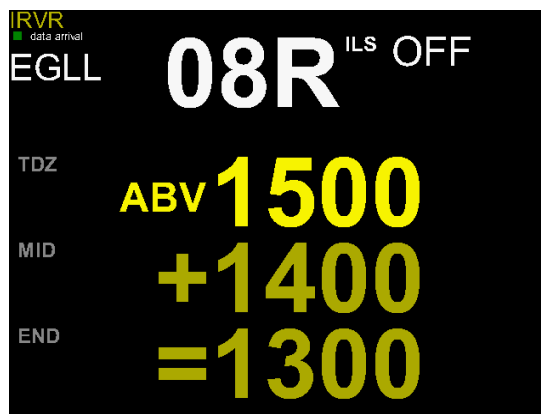 IRVR
data arrival
EGLL 08R ILS OFF
TDZ ABV 1500
MID +1400
END =1300